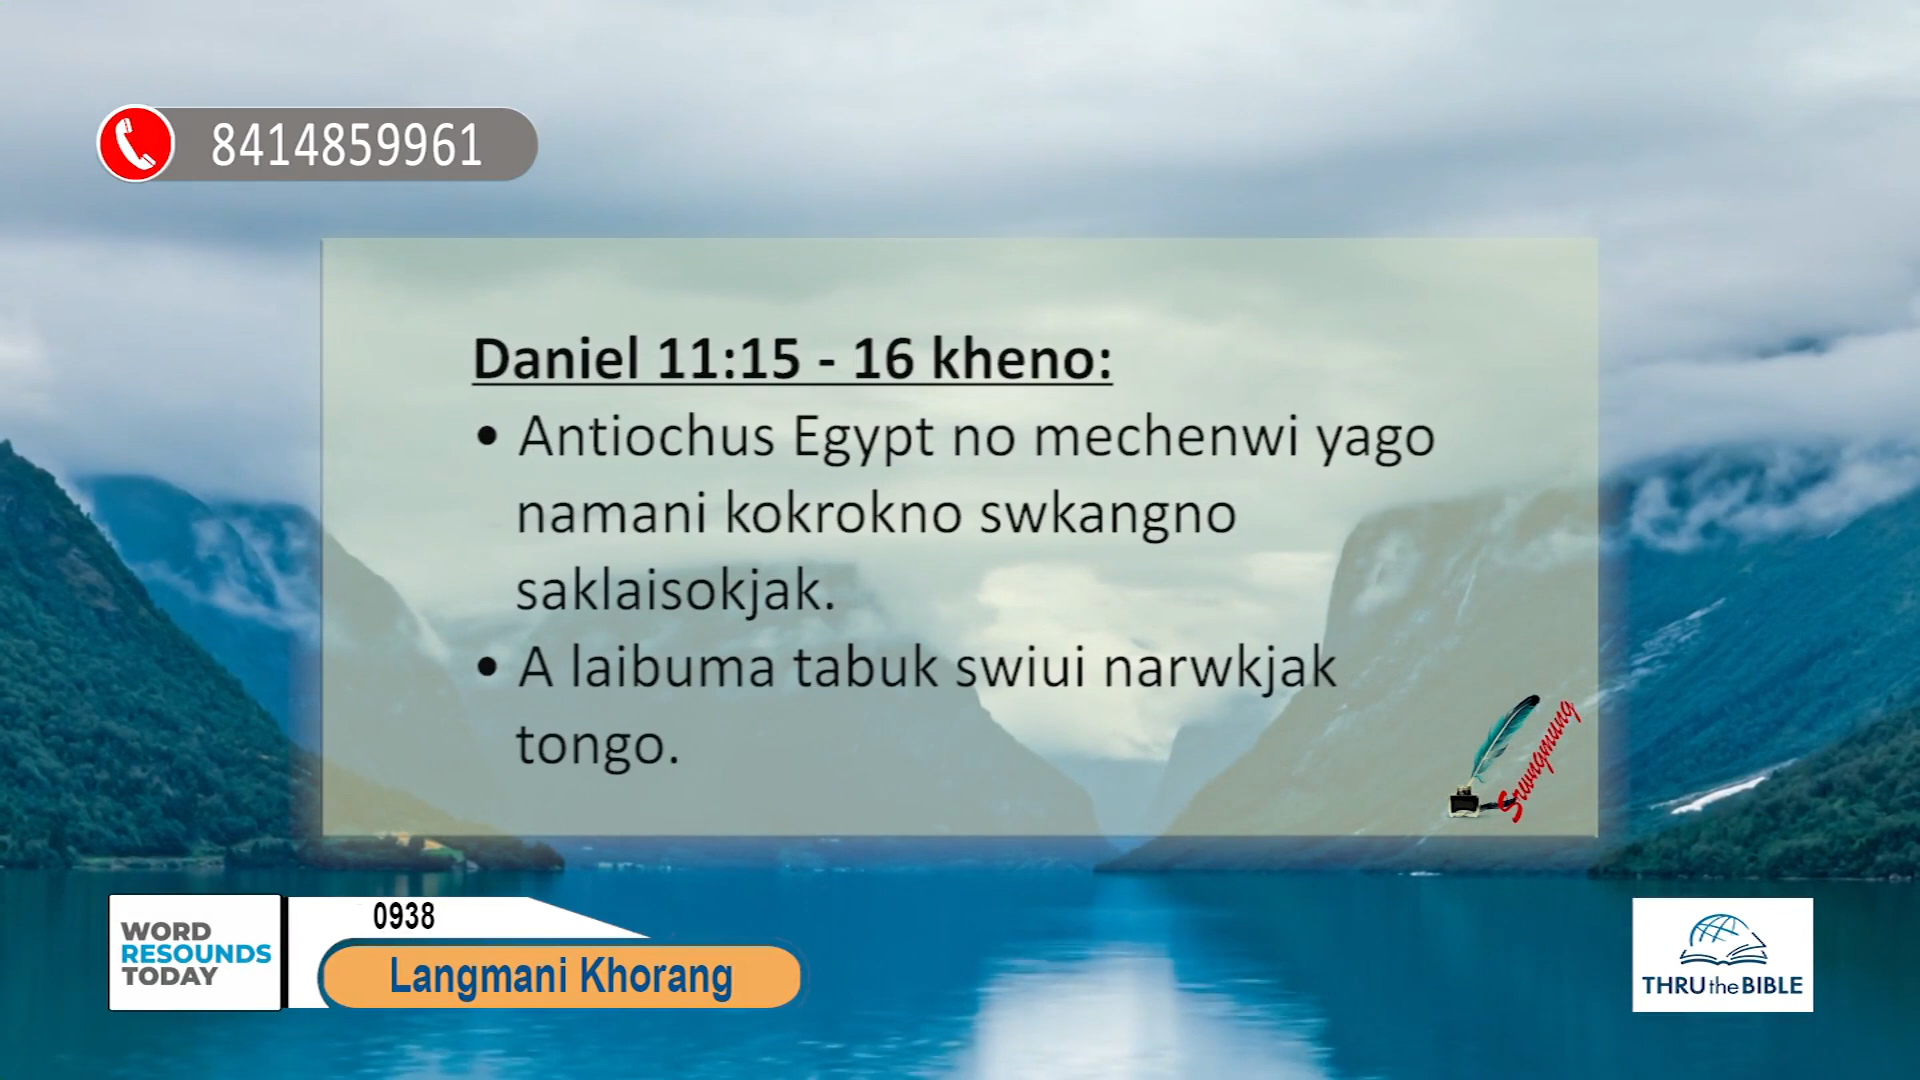 8414859961
Daniel 11:15 - 16 kheno:
• Antiochus Egypt no mechenwi yago
namani kokrokno swkangno
saklaisokjak.
• A laibuma tabuk swiui narwkjak
tongo.
Srwngmung
WORD
RESOUNDS
TODAY
0938
Langmani Khorang
THRU the BIBLE